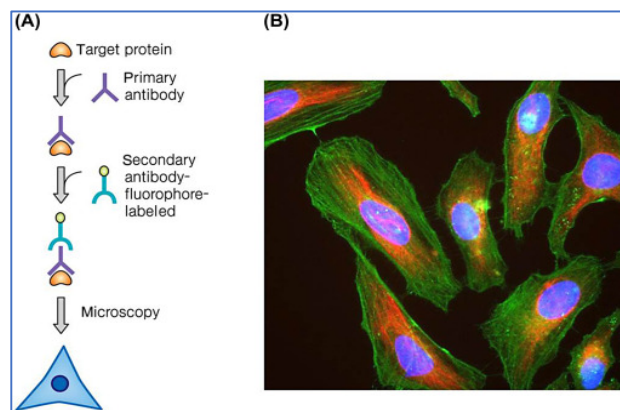 (A)
Target protein
Primary
antibody
Secondary
antibody-
fluorophore-
labeled
Microscopy
(B)